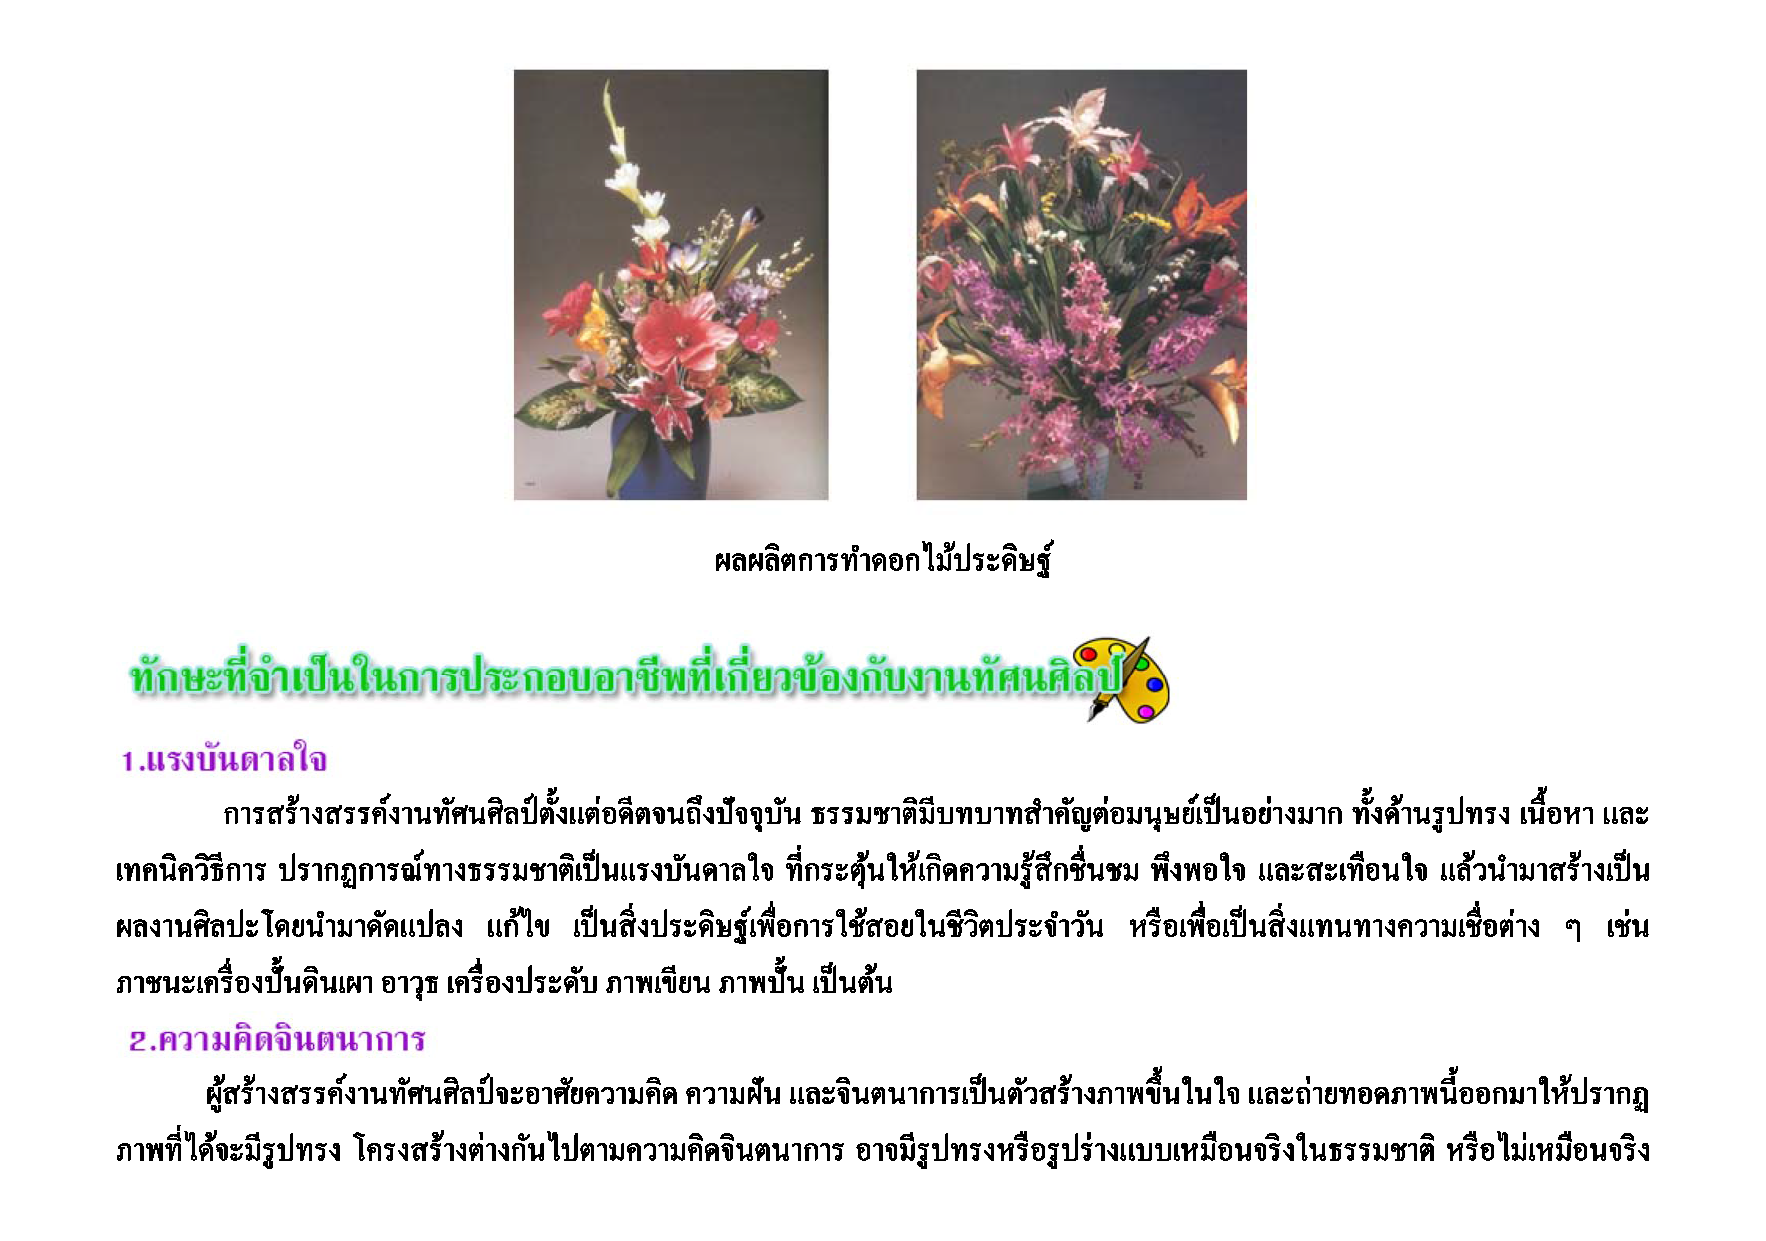 ผลผลิตการทำดอกไม้ประดิษฐ์
ทักษะที่จำเป็นในการประกอบอาชีพที่เกี่ยวข้องกับงานทัศนศิลป์
1.แรงบันดาลใจ
การสร้างสรรค์งานทัศนศิลป์ตั้งแต่อดีตจนถึงปัจจุบัน ธรรมชาติมีบทบาทสำคัญต่อมนุษย์เป็นอย่างมาก ทั้งด้านรูปทรง เนื้อหา และ
เทคนิควิธีการ ปรากฏการณ์ทางธรรมชาติเป็นแรงบันดาลใจ ที่กระตุ้นให้เกิดความรู้สึกชื่นชม พึงพอใจ และสะเทือนใจ แล้วนำมาสร้างเป็น
ผลงานศิลปะโดยนำมาดัดแปลง แก้ไข เป็นสิ่งประดิษฐ์เพื่อการใช้สอยในชีวิตประจำวัน หรือเพื่อเป็นสิ่งแทนทางความเชื่อต่าง ๆ เช่น
ภาชนะเครื่องปั้นดินเผา อาวุธ เครื่องประดับ ภาพเขียน ภาพปั้น เป็นต้น
2.ความคิดจินตนาการ
ผู้สร้างสรรค์งานทัศนศิลป์จะอาศัยความคิด ความฝัน และจินตนาการเป็นตัวสร้างภาพขึ้นในใจ และถ่ายทอดภาพนี้ออกมาให้ปรากฏ
ภาพที่ได้จะมีรูปทรง โครงสร้างต่างกันไปตามความคิดจินตนาการ อาจมีรูปทรงหรือรูปร่างแบบเหมือนจริงในธรรมชาติ หรือไม่เหมือนจริง